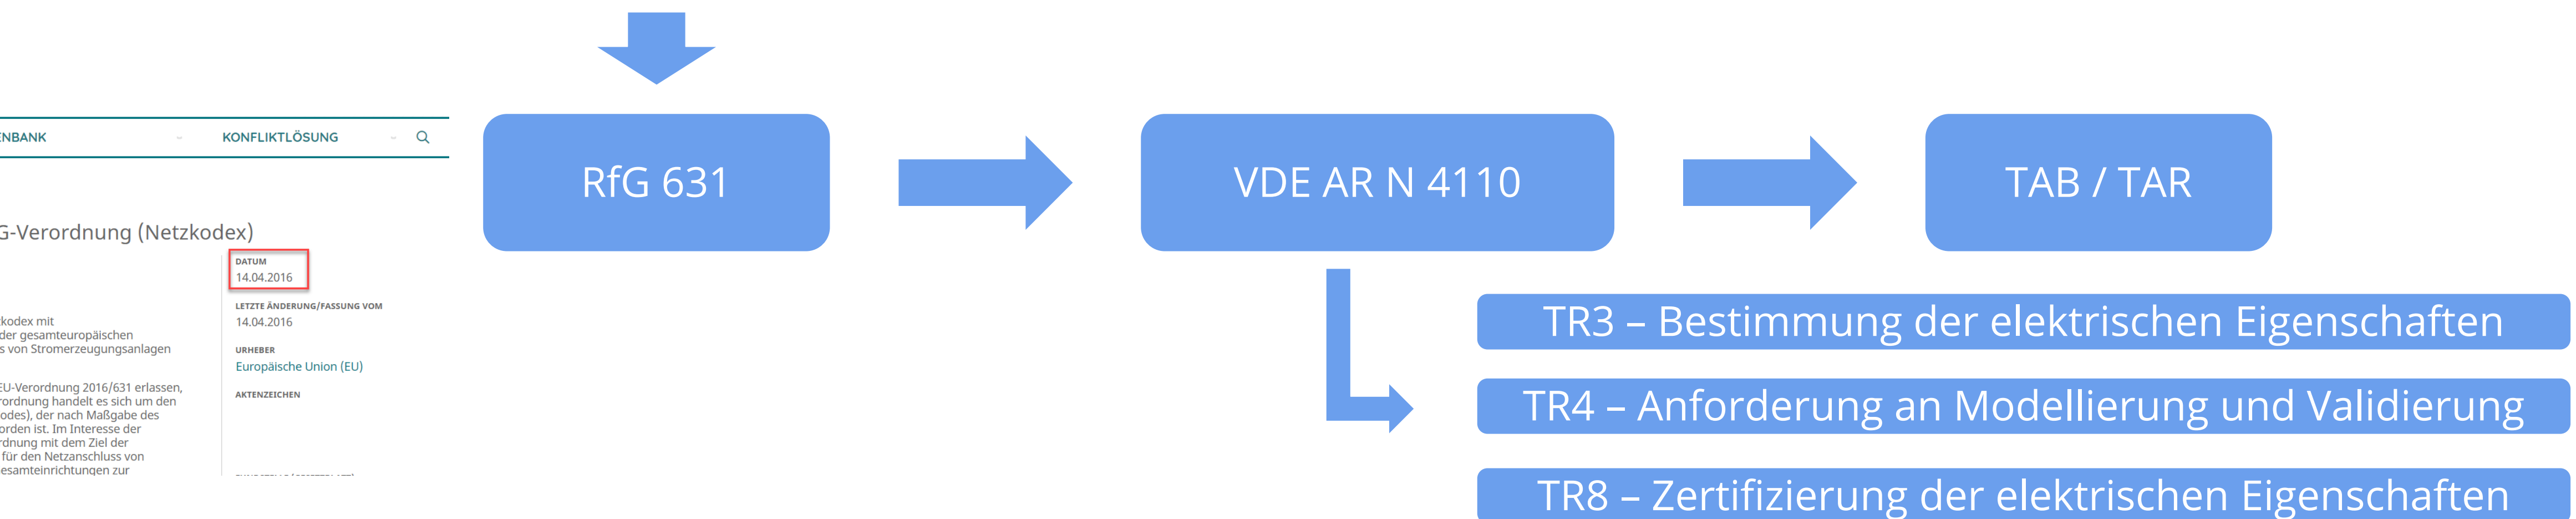 ENBANK
KONFLIKTLÖSUNG
G-Verordnung (Netzkodex)
DATUM
14.04.2016
LETZTE ÄNDERUNG/FASSUNG VOM
14.04.2016
URHEBER
Europäische Union (EU)
AKTENZEICHEN
kodex mit
der gesamteuropäischen
s von Stromerzeugungsanlagen
EU-Verordnung 2016/631 erlassen,
rordnung handelt es sich um den
odes), der nach Maßgabe des
orden ist. Im Interesse der
rdnung mit dem Ziel der
für den Netzanschluss von
esamteinrichtungen zur
RfG 631
VDE AR N 4110
TAB / TAR
TR3 – Bestimmung der elektrischen Eigenschaften
TR4 – Anforderung an Modellierung und Validierung
TR8 – Zertifizierung der elektrischen Eigenschaften